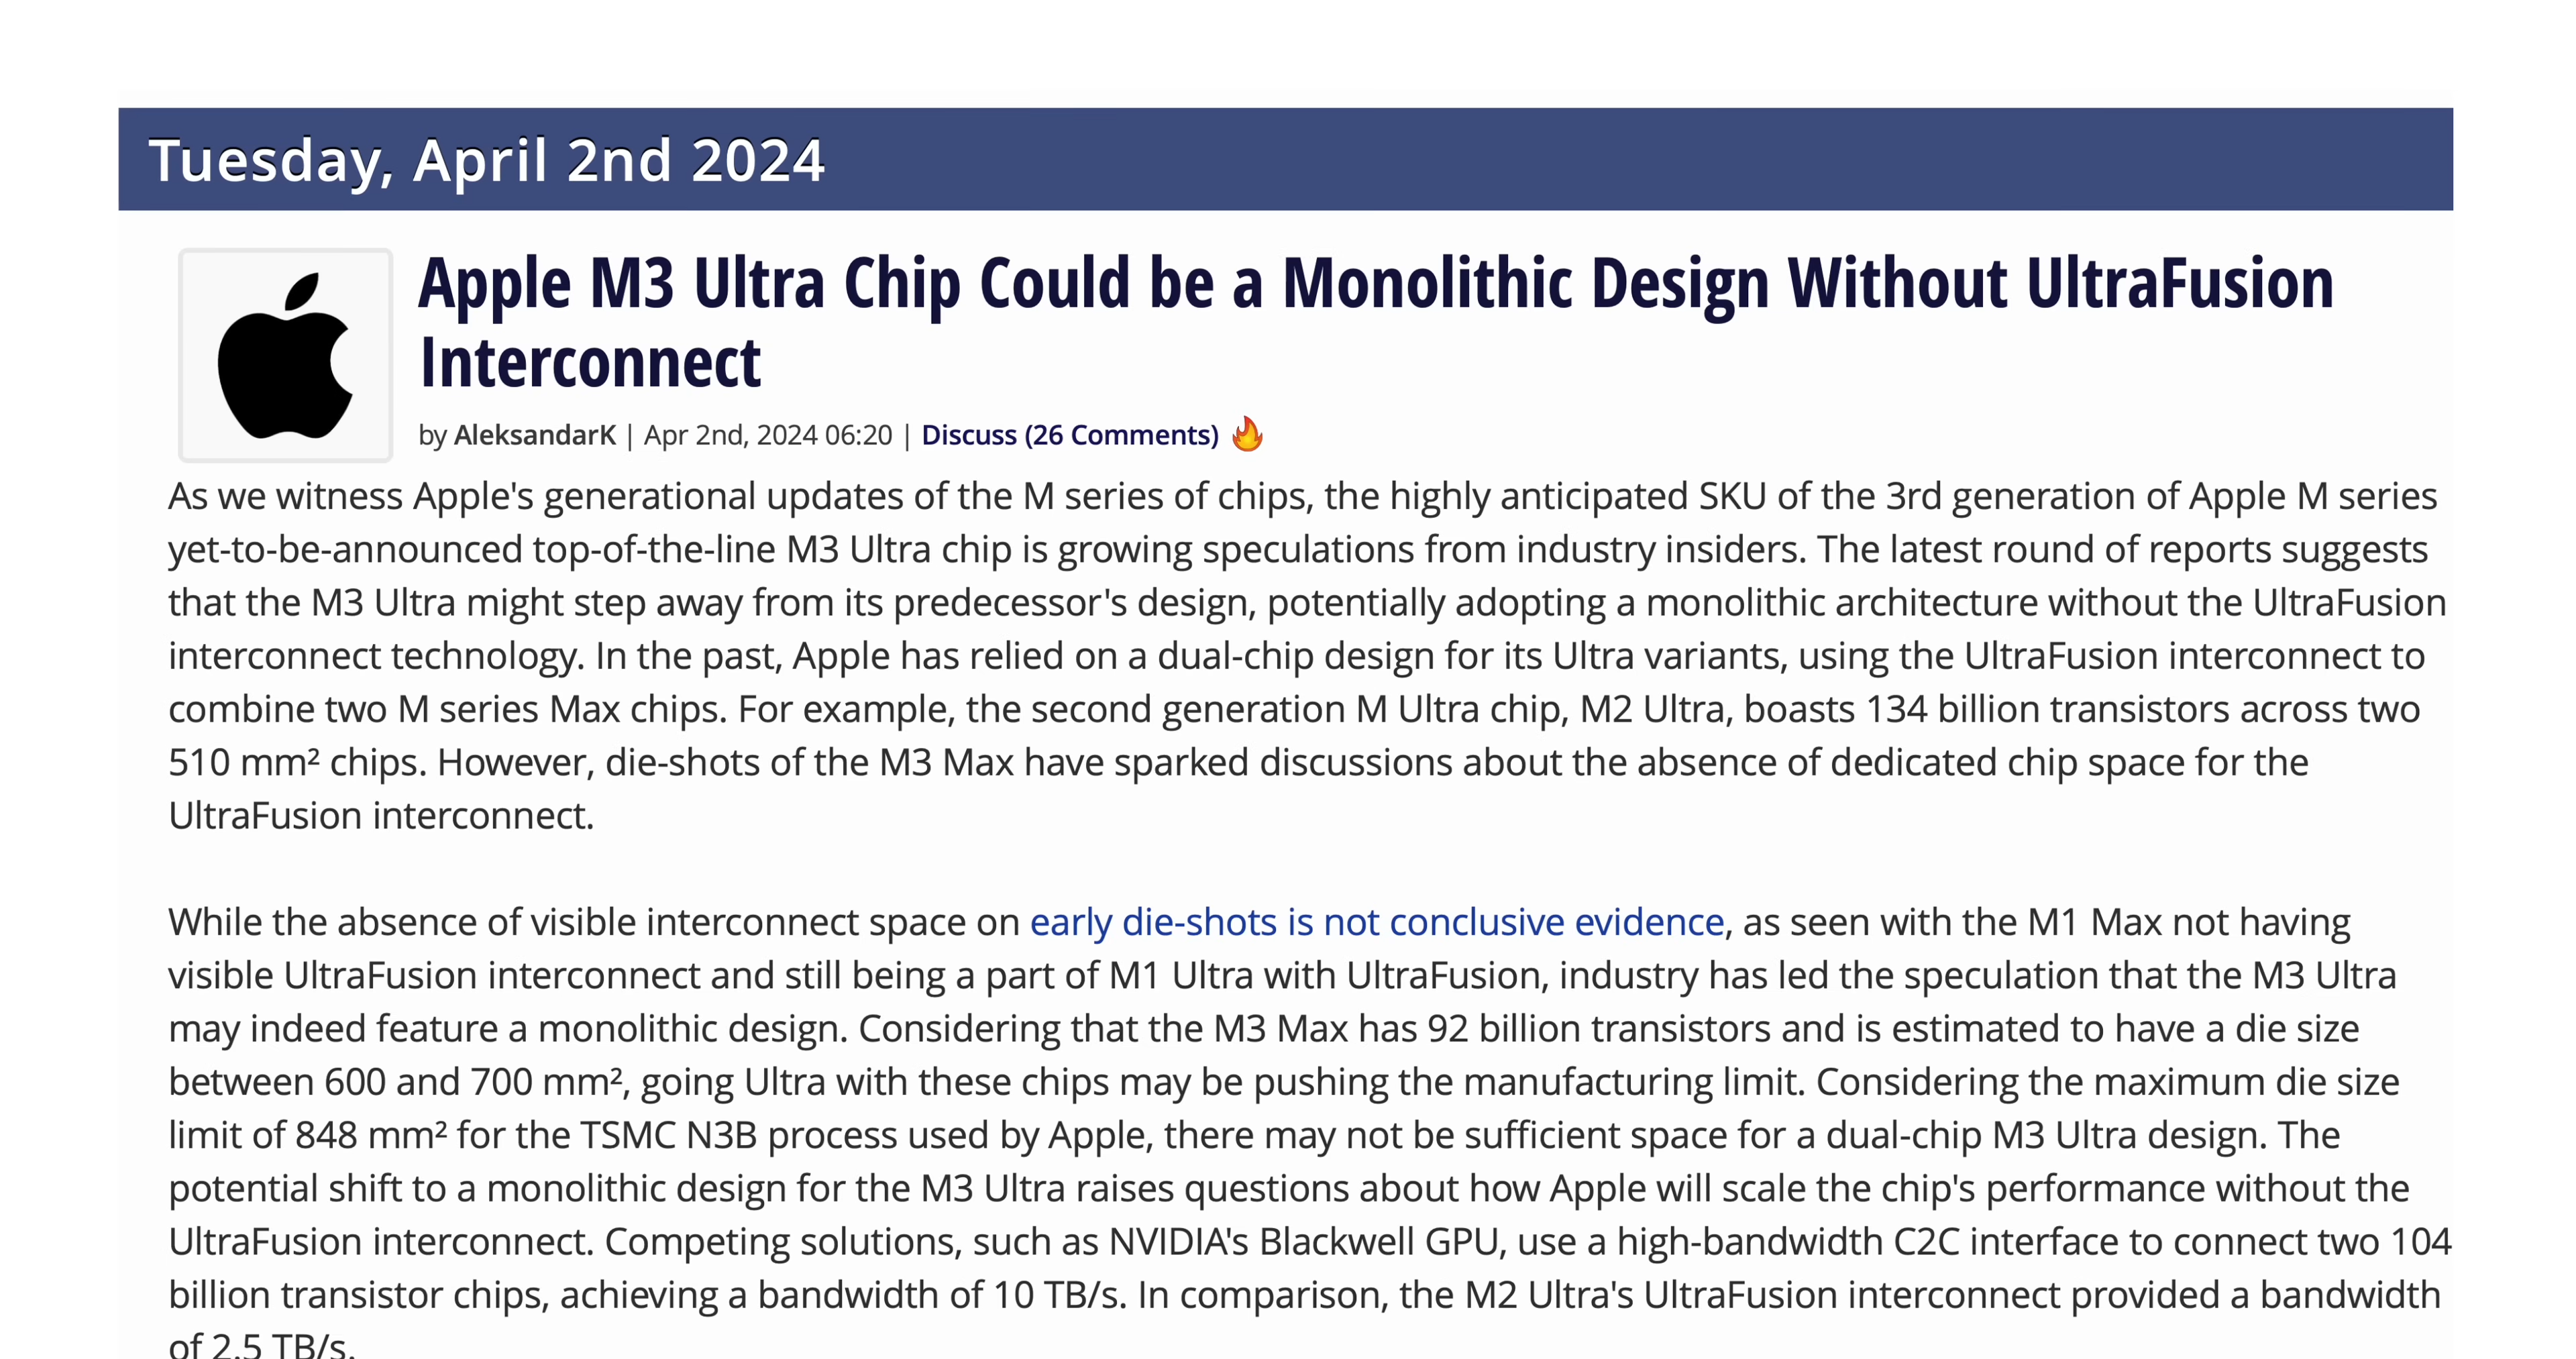 Tuesday, April 2nd 2024
Apple M3 Ultra Chip Could be a Monolithic Design Without UltraFusion
Interconnect
by AleksandarK | Apr 2nd, 2024 06:20 | Discuss (26 Comments)
As we witness Apple's generational updates of the M series of chips, the highly anticipated SKU of the 3rd generation of Apple M series
yet-to-be-announced top-of-the-line M3 Ultra chip is growing speculations from industry insiders. The latest round of reports suggests
that the M3 Ultra might step away from its predecessor's design, potentially adopting a monolithic architecture without the UltraFusion
interconnect technology. In the past, Apple has relied on a dual-chip design for its Ultra variants, using the UltraFusion interconnect to
combine two M series Max chips. For example, the second generation M Ultra chip, M2 Ultra, boasts 134 billion transistors across two
510 mm² chips. However, die-shots of the M3 Max have sparked discussions about the absence of dedicated chip space for the
UltraFusion interconnect.
While the absence of visible interconnect space on early die-shots is not conclusive evidence, as seen with the M1 Max not having
visible UltraFusion interconnect and still being a part of M1 Ultra with UltraFusion, industry has led the speculation that the M3 Ultra
may indeed feature a monolithic design. Considering that the M3 Max has 92 billion transistors and is estimated to have a die size
between 600 and 700 mm², going Ultra with these chips may be pushing the manufacturing limit. Considering the maximum die size
limit of 848 mm² for the TSMC N3B process used by Apple, there may not be sufficient space for a dual-chip M3 Ultra design. The
potential shift to a monolithic design for the M3 Ultra raises questions about how Apple will scale the chip's performance without the
UltraFusion interconnect. Competing solutions, such as NVIDIA's Blackwell GPU, use a high-bandwidth C2C interface to connect two 104
billion transistor chips, achieving a bandwidth of 10 TB/s. In comparison, the M2 Ultra's UltraFusion interconnect provided a bandwidth
of 2.5 TB/s.